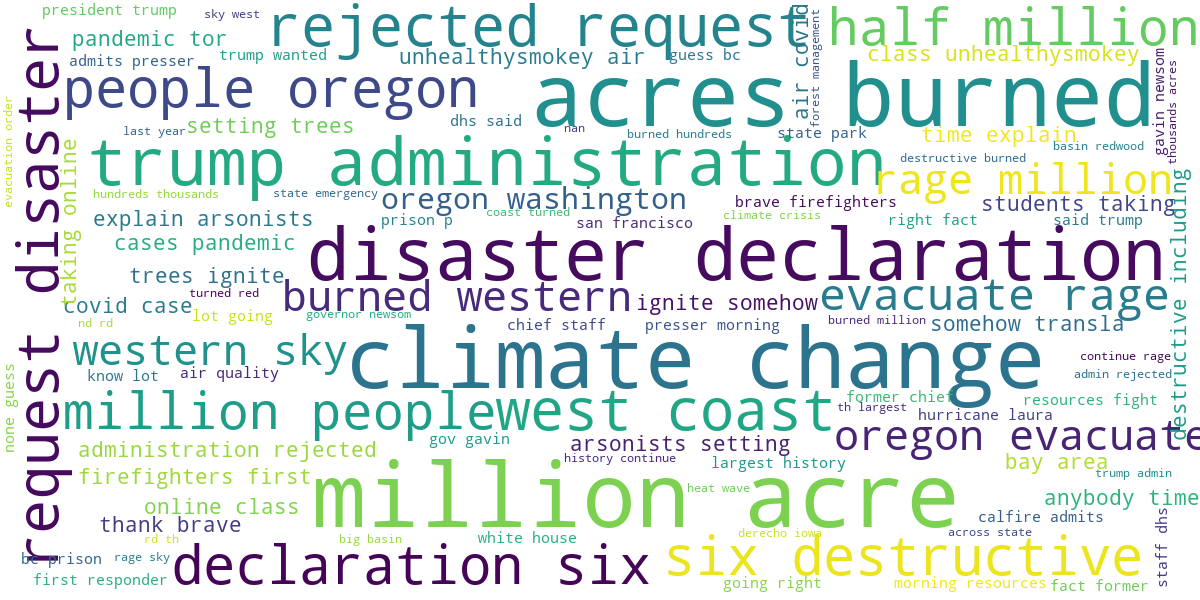 president trump
sky west
rejected request
half million
pandemic tor
admits presser
trump wanted
unhealthysmokey air
guess bc
air covid
forest management
class unhealthysmokey
people oregon
acres burned
gavin newsom
thousands acres
request disaster
evacuation order
taking online
last year
setting trees
dhs said
nan
burned hundreds
state park
time explain
basin redwood
trump administration
destructive burned
rage million
hundreds thousands
state emergency
oregon washington
brave firefighters
students taking
explain arsonists
prison p
coast turned
san francisco
climate crisis
right fact
said trump
cases pandemic
disaster declaration
destructive including
trees ignite
turned red
burned western
ignite somehow
evacuate rage
covid case
lot going
governor newsom
nd rd
chief staff
presser morning
burned million
somehow transla
western sky
climate change
continue rage
know lot
air quality
admin rejected
none guess
million people
west coast
former chief
resources fight
th largest
hurricane laura
gov gavin
arsonists setting
oregon evacuate
administration rejected
history continue
largest history
bay area
firefighters first
million acre
heat wave
trump admin
online class
anybody time
thank brave
calfire admits
staff dhs
rd th
big basin
white house
derecho iowa
across state
bc prison
rage sky
declaration six
six destructive
first responder
going right
morning resources
fact former